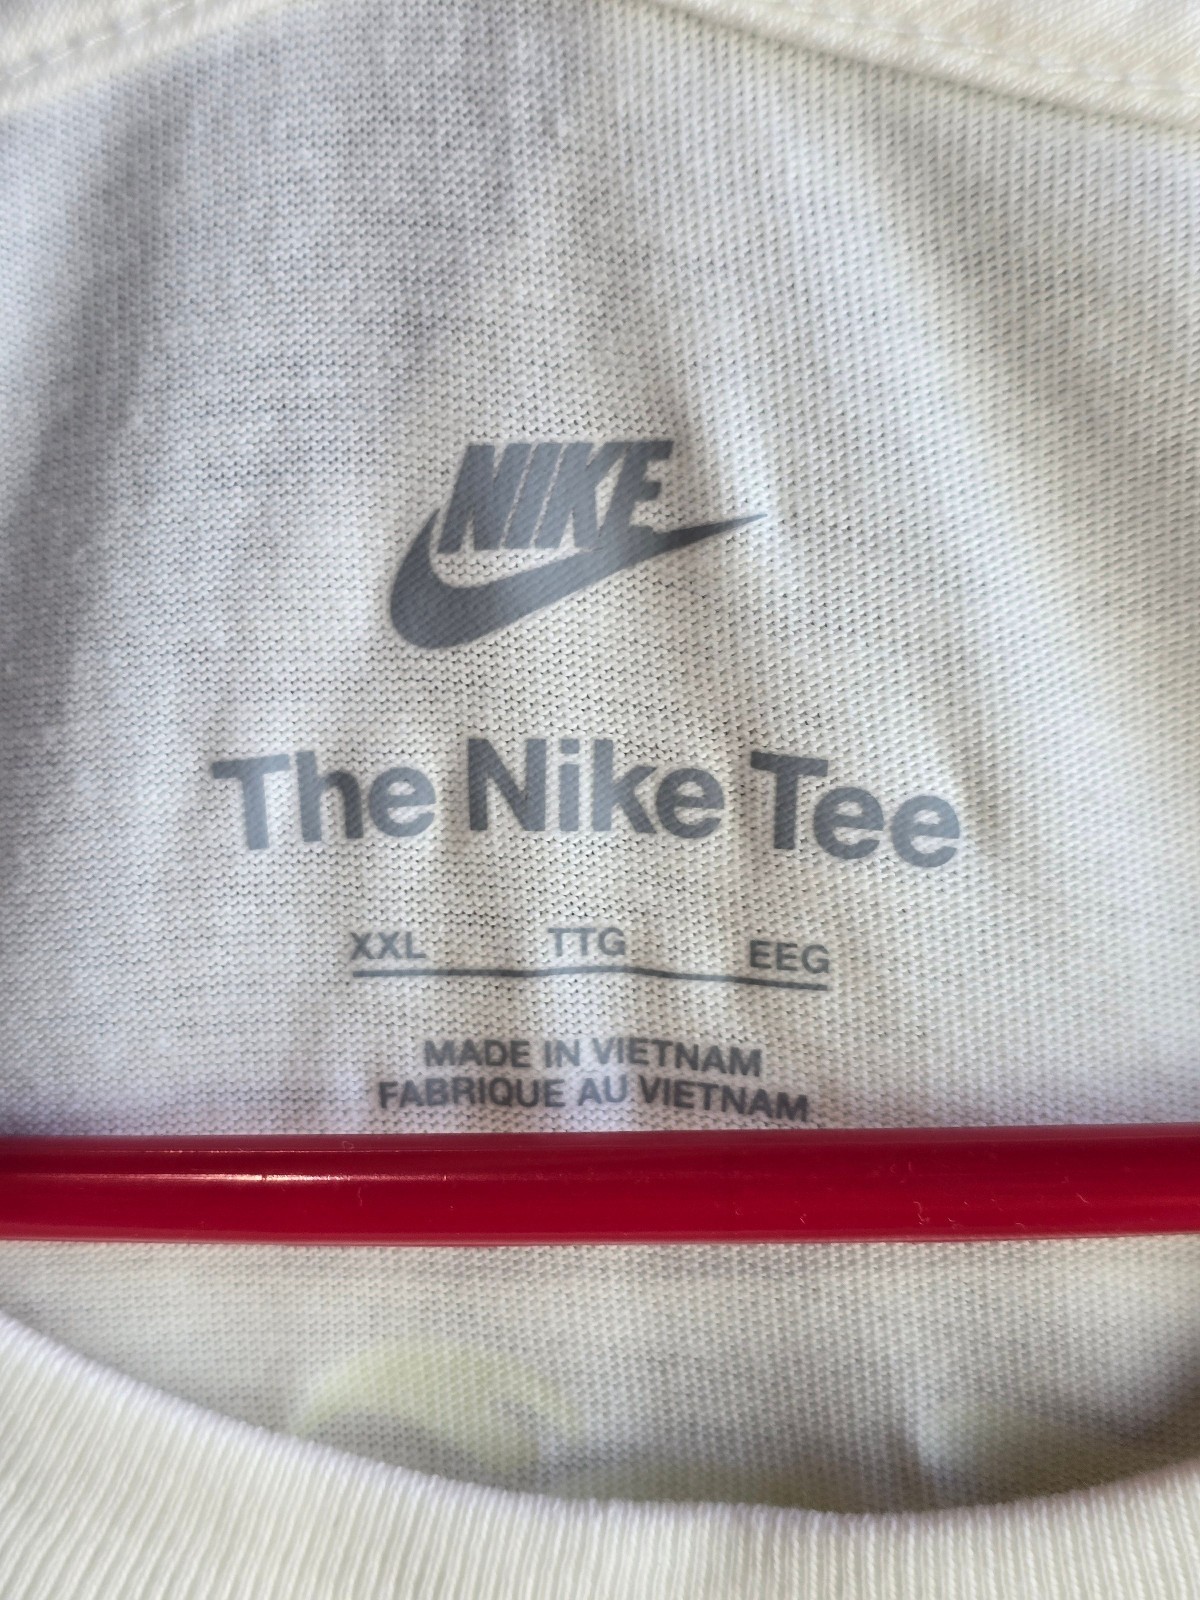 NIKE
The Nike Tee
XXL TTG EEG
MADE IN VIETNAM
FABRIQUE AU VIETNAM